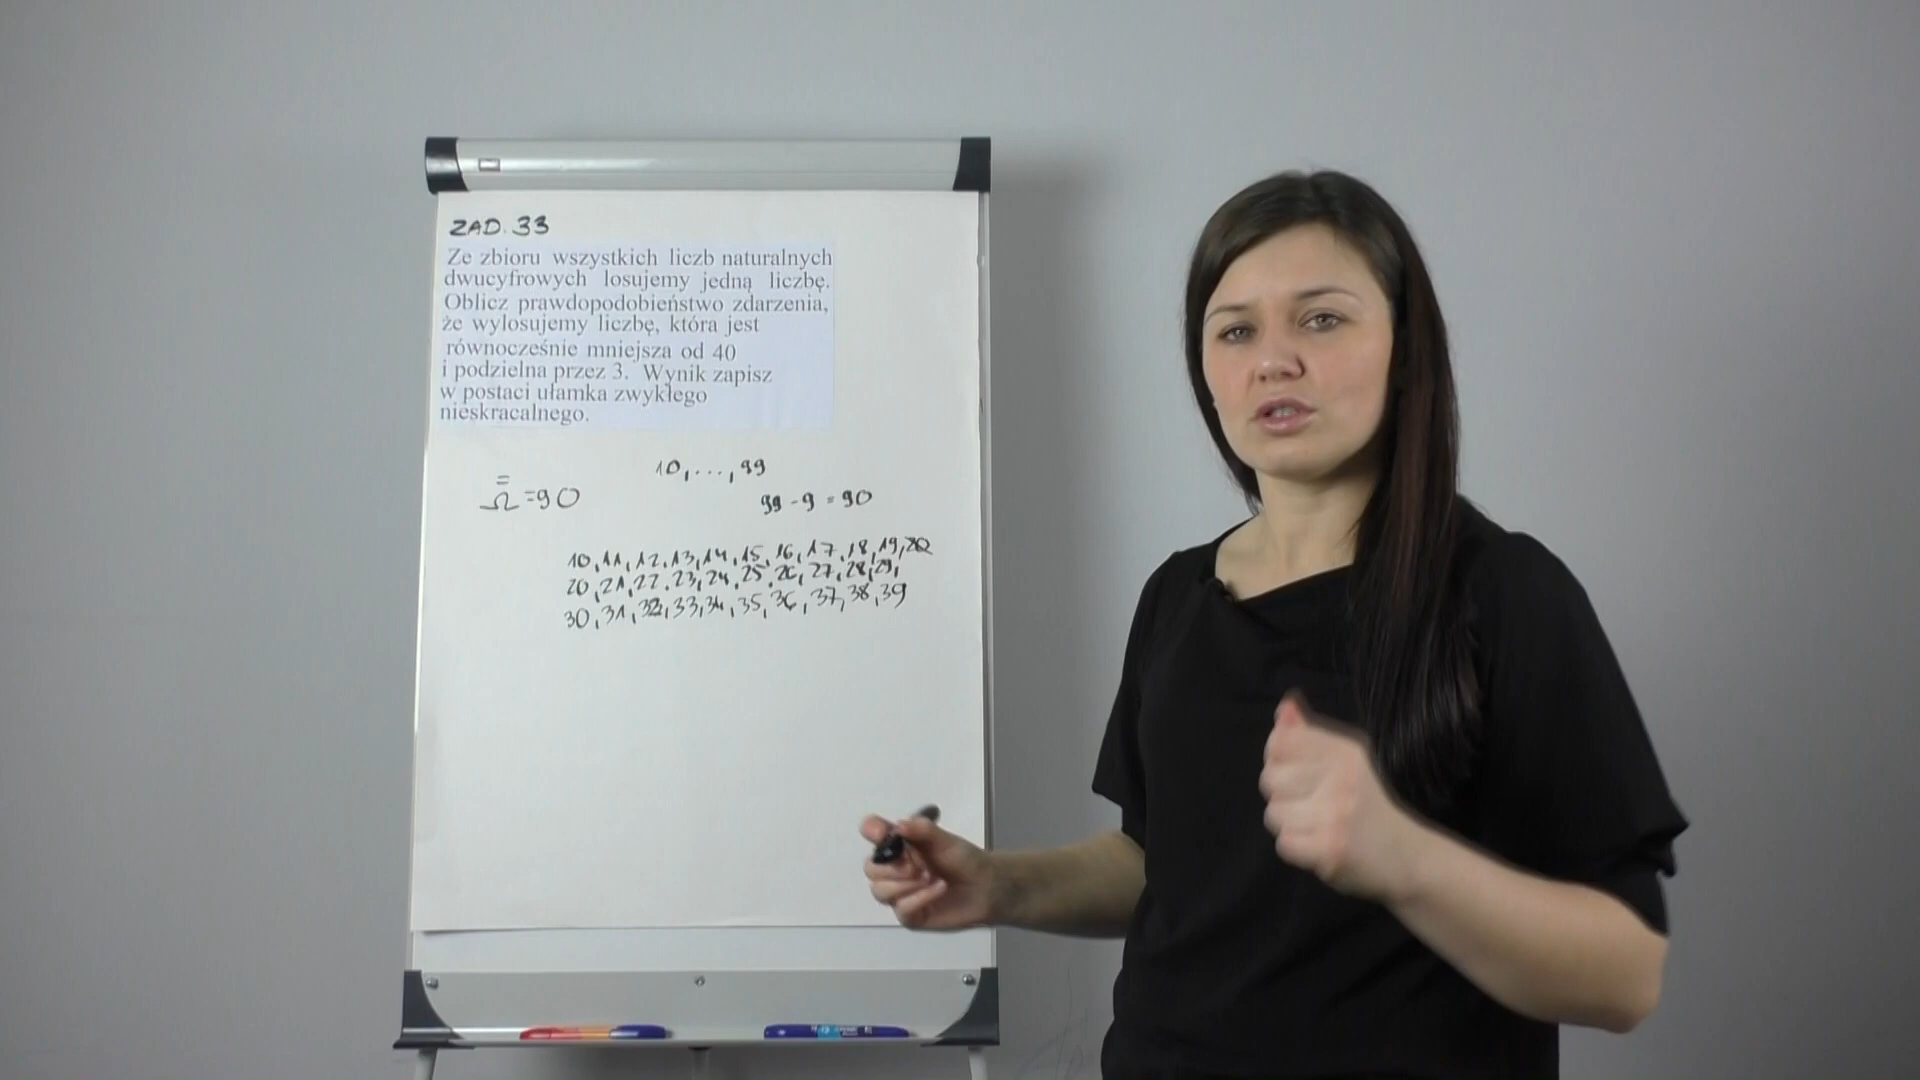 ZAD. 33
Ze zbioru wszystkich liczb naturalnych
dwucyfrowych losujemy jedną liczbę.
Oblicz prawdopodobieństwo zdarzenia,
że wylosujemy liczbę, która jest
równocześnie mniejsza od 40
i podzielna przez 3. Wynik zapisz
w postaci ułamka zwykłego
nieskracalnego.
10, ..., 99
Ω = 90
99 - 9 = 90
10, 11, 12, 13, 14, 15, 16, 17, 18, 19, 20
20, 21, 22, 23, 24, 25, 26, 27, 28, 29,
30, 31, 32, 33, 34, 35, 36, 37, 38, 39